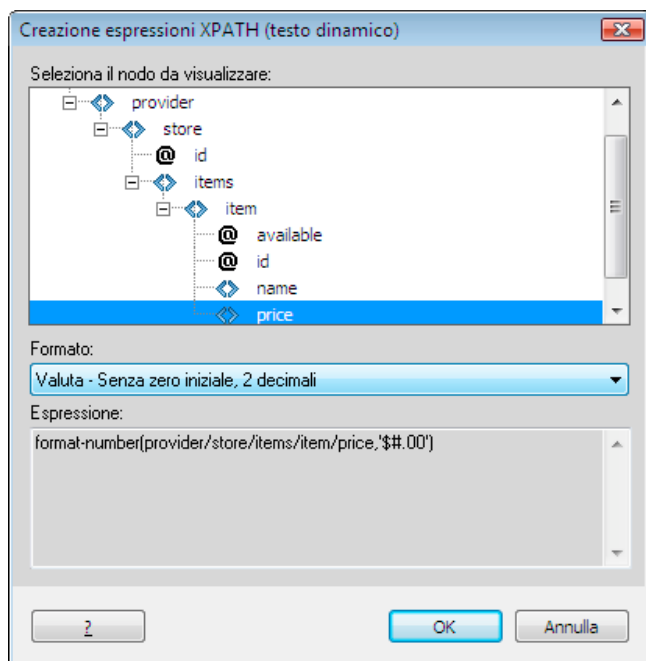 Creazione espressioni XPATH (testo dinamico)
Seleziona il nodo da visualizzare:
provider
store
@ id
items
item
@ available
@ id
name
price
Formato:
Valuta - Senza zero iniziale, 2 decimali
Espressione:
format-number(provider/store/items/item/price,'$#.00')
? OK Annulla